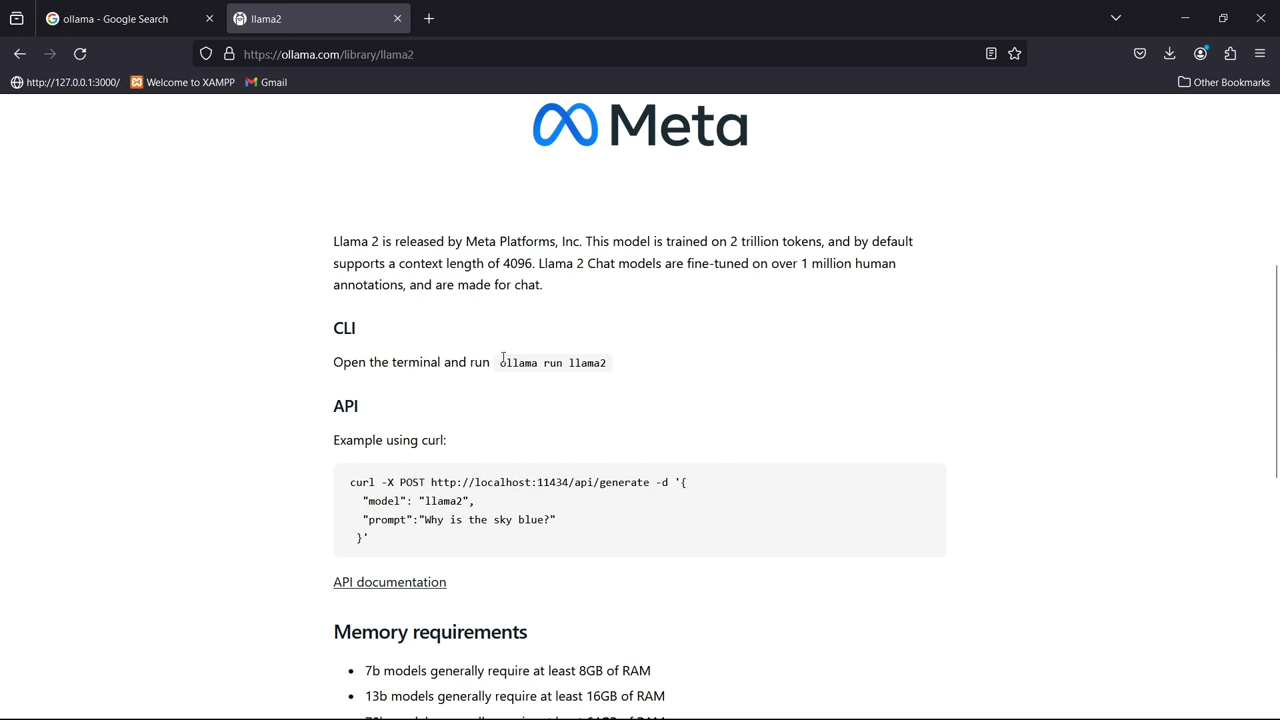 ollama - Google Search
llama2
https://ollama.com/library/llama2
http://127.0.0.1:3000/
Welcome to XAMPP
Gmail
Other Bookmarks
Meta
Llama 2 is released by Meta Platforms, Inc. This model is trained on 2 trillion tokens, and by default
supports a context length of 4096. Llama 2 Chat models are fine-tuned on over 1 million human
annotations, and are made for chat.
CLI
Open the terminal and run ollama run llama2
API
Example using curl:
curl -X POST http://localhost:11434/api/generate -d '{
"model": "llama2",
"prompt":"Why is the sky blue?"
}'
API documentation
Memory requirements
• 7b models generally require at least 8GB of RAM
• 13b models generally require at least 16GB of RAM